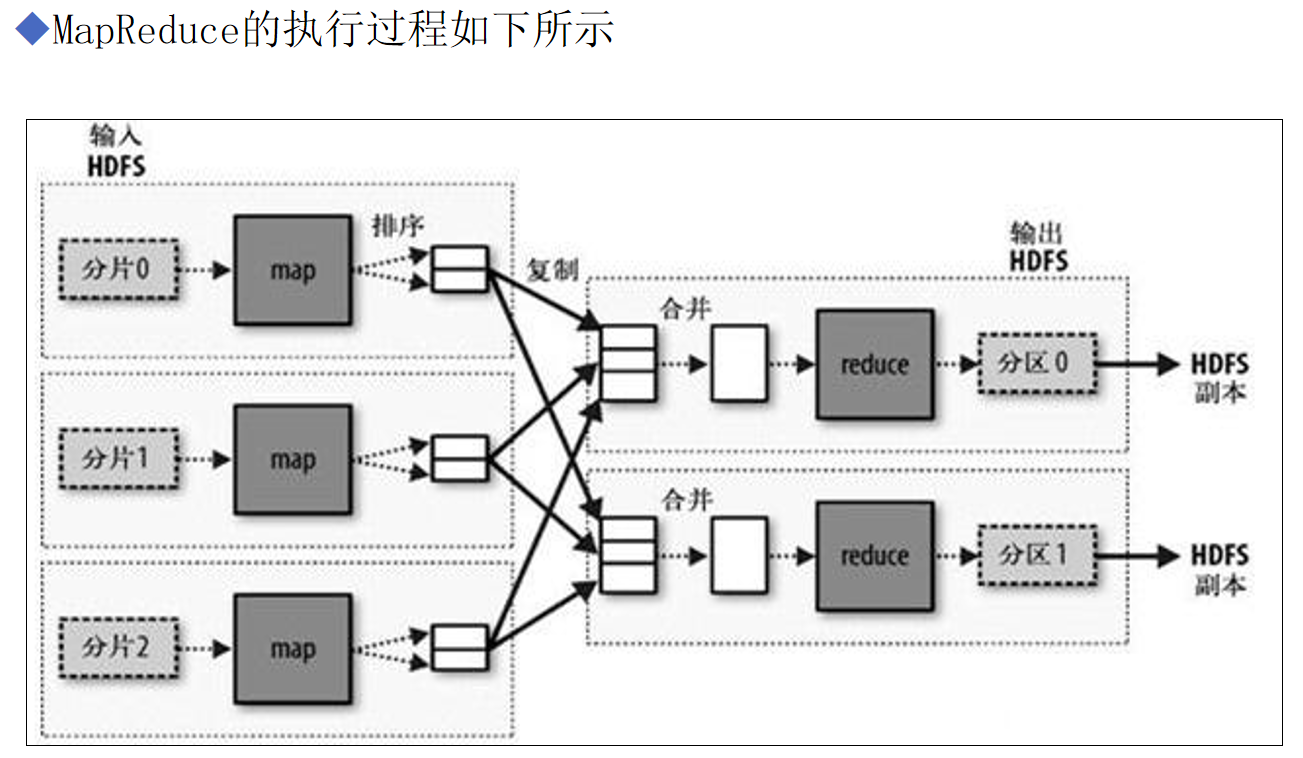 MapReduce的执行过程如下所示
输入
HDFS
分片0
map
排序
复制
分片1
map
分片2
map
输出
HDFS
合并
reduce
分区0
HDFS
副本
合并
reduce
分区1
HDFS
副本